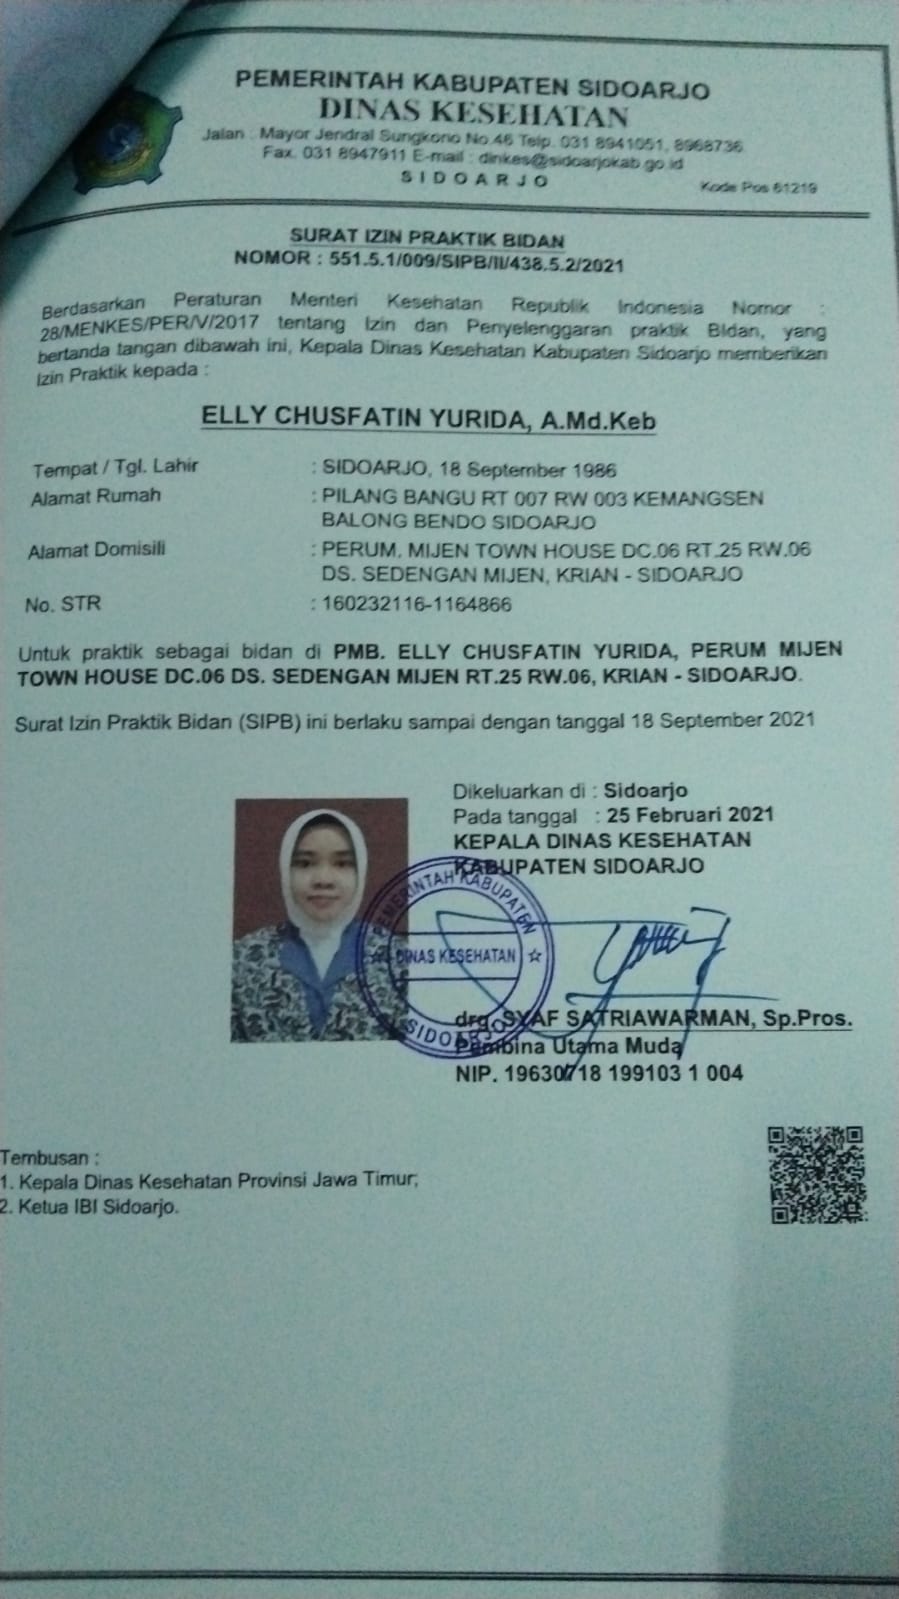 PEMERINTAH KABUPATEN SIDOARJO
DINAS KESEHATAN
Jalan : Mayor Jendral Sungkono No.46 Telp. 031 8941051, 8968736
Fax. 031 8947911 E-mail : dinkes@sidoarjokab.go.id
SIDOARJO
Kode Pos 61219
SURAT IZIN PRAKTIK BIDAN
NOMOR : 551.5.1/009/SIPB/II/438.5.2/2021
Berdasarkan Peraturan Menteri Kesehatan Republik Indonesia Nomor :
28/MENKES/PER/V/2017 tentang Izin dan Penyelenggaran praktik BIdan, yang
bertanda tangan dibawah ini, Kepala Dinas Kesehatan Kabupaten Sidoarjo memberikan
Izin Praktik kepada :
ELLY CHUSFATIN YURIDA, A.Md.Keb
Tempat / Tgl. Lahir : SIDOARJO, 18 September 1986
Alamat Rumah : PILANG BANGU RT 007 RW 003 KEMANGSEN
BALONG BENDO SIDOARJO
Alamat Domisili : PERUM. MIJEN TOWN HOUSE DC.06 RT.25 RW.06
DS. SEDENGAN MIJEN, KRIAN - SIDOARJO
No. STR : 160232116-1164866
Untuk praktik sebagai bidan di PMB. ELLY CHUSFATIN YURIDA, PERUM MIJEN
TOWN HOUSE DC.06 DS. SEDENGAN MIJEN RT.25 RW.06, KRIAN - SIDOARJO.
Surat Izin Praktik Bidan (SIPB) ini berlaku sampai dengan tanggal 18 September 2021
Dikeluarkan di : Sidoarjo
Pada tanggal : 25 Februari 2021
KEPALA DINAS KESEHATAN
KABUPATEN SIDOARJO
PEMERINTAH KABUPATEN
DINAS KESEHATAN
SIDOARJO
drg. SYAF SATRIAWARMAN, Sp.Pros.
Pembina Utama Muda
NIP. 19630718 199103 1 004
Tembusan :
1. Kepala Dinas Kesehatan Provinsi Jawa Timur;
2. Ketua IBI Sidoarjo.